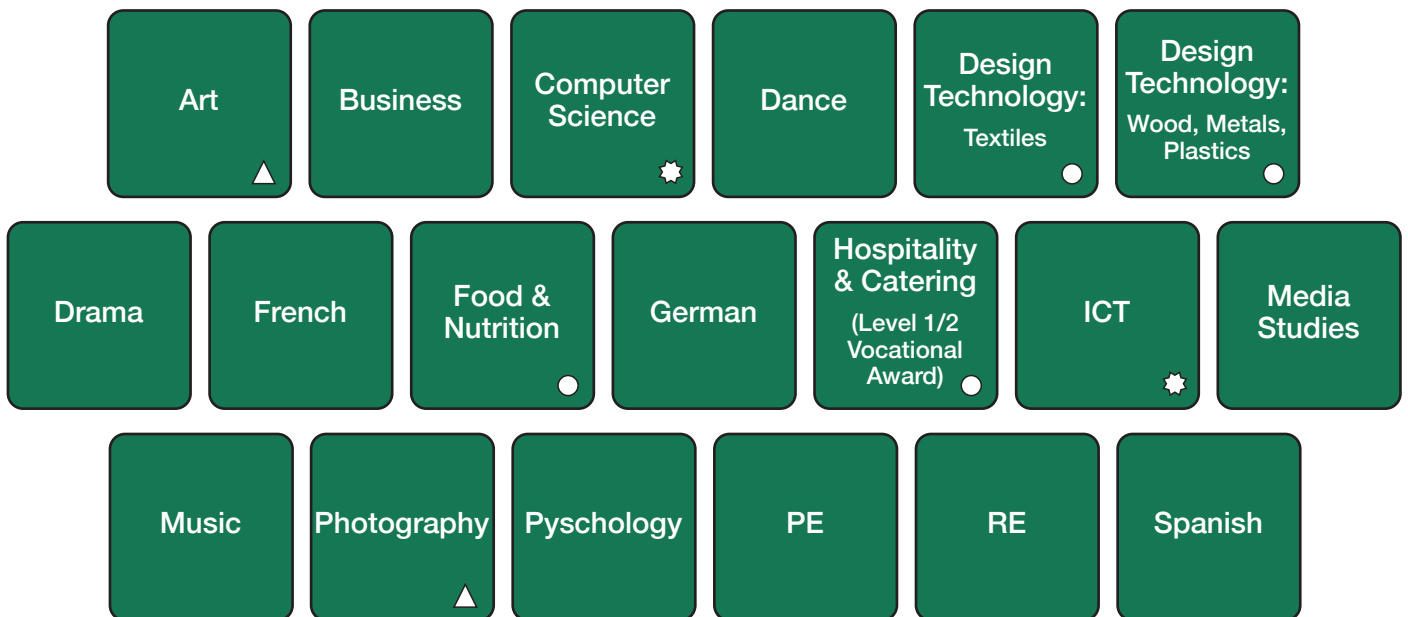 Art
Business
Computer
Science
Dance
Design
Technology:
Textiles
Design
Technology:
Wood, Metals,
Plastics
Drama
French
Food &
Nutrition
German
Hospitality
& Catering
(Level 1/2
Vocational
Award)
ICT
Media
Studies
Music
Photography
Pyschology
PE
RE
Spanish